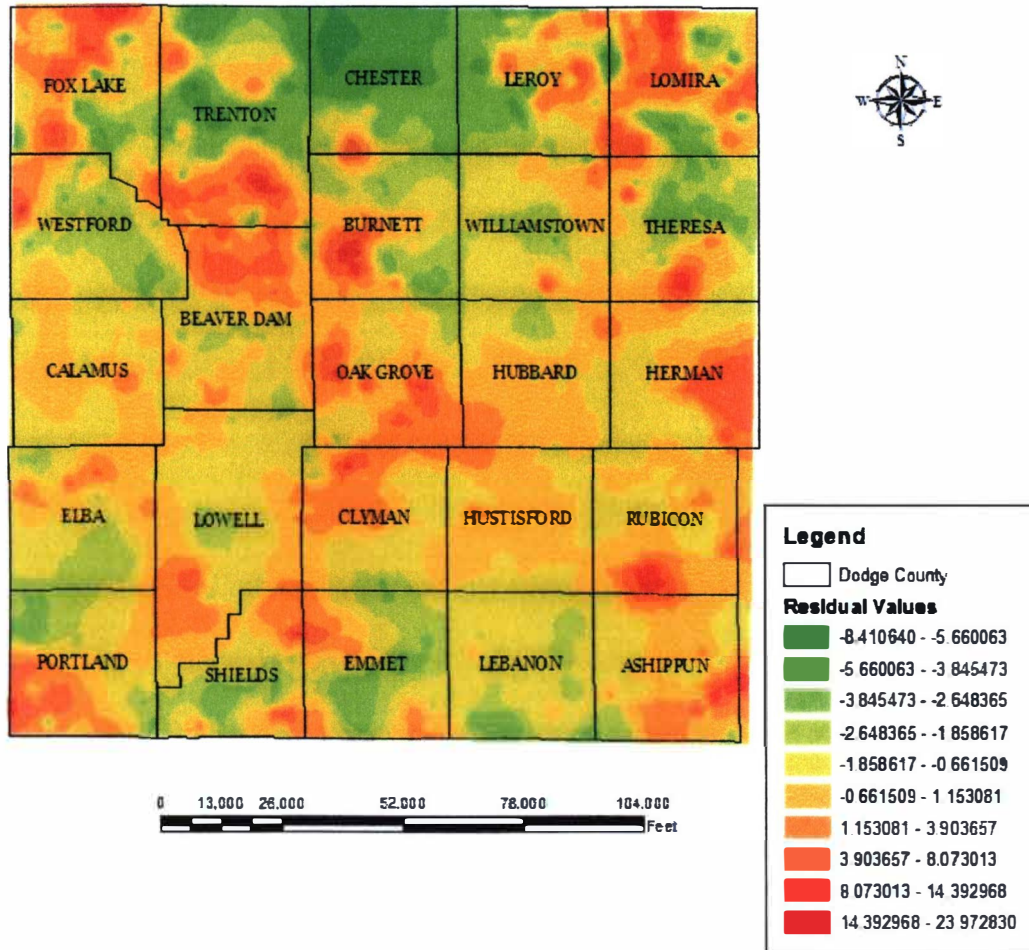 FOX LAKE
TRENTON
CHESTER
LEROY
LOMIRA
N
W E
S
WESTFORD
BURNETT
WILLIAMSTOWN
THERESA
BEAVER DAM
CALAMUS
OAK GROVE
HUBBARD
HERMAN
ELBA
LOWELL
CLYMAN
HUSTISFORD
RUBICON
PORTLAND
SHIELDS
EMMET
LEBANON
ASHIPPUN
0 13,000 26,000 52,000 78,000 104,000
Feet
Legend
Dodge County
Residual Values
-8.410640 - -5.660063
-5.660063 - -3.845473
-3.845473 - -2.648365
-2.648365 - -1.858617
-1.858617 - -0.661509
-0.661509 - 1.153081
1.153081 - 3.903657
3.903657 - 8.073013
8.073013 - 14.392968
14.392968 - 23.972830